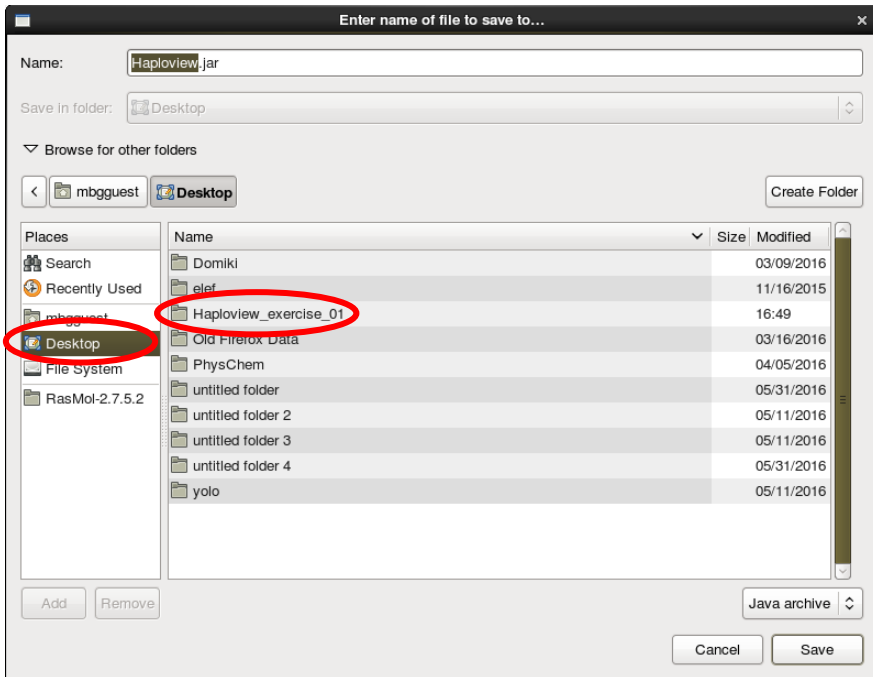 Enter name of file to save to...
Name: Haploview.jar
Save in folder: Desktop
Browse for other folders
mbgguest Desktop Create Folder
Places Name Size Modified
Search Domiki 03/09/2016
Recently Used elef 11/16/2015
mbgguest Haploview_exercise_01 16:49
Desktop Old Firefox Data 03/16/2016
File System PhysChem 04/05/2016
untitled folder 05/31/2016
RasMol-2.7.5.2 untitled folder 2 05/11/2016
untitled folder 3 05/11/2016
untitled folder 4 05/31/2016
yolo 05/11/2016
Add Remove Java archive
Cancel Save